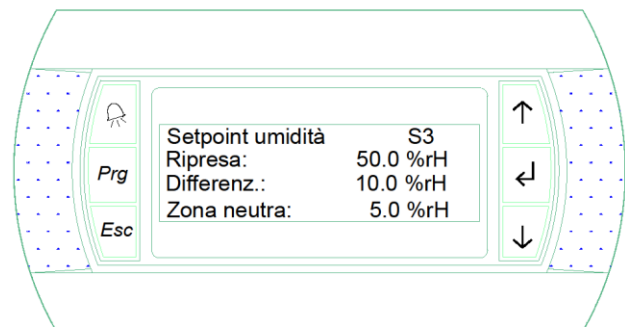 Setpoint umidità S3
Ripresa: 50.0 %rH
Differenz.: 10.0 %rH
Zona neutra: 5.0 %rH
Prg
Esc